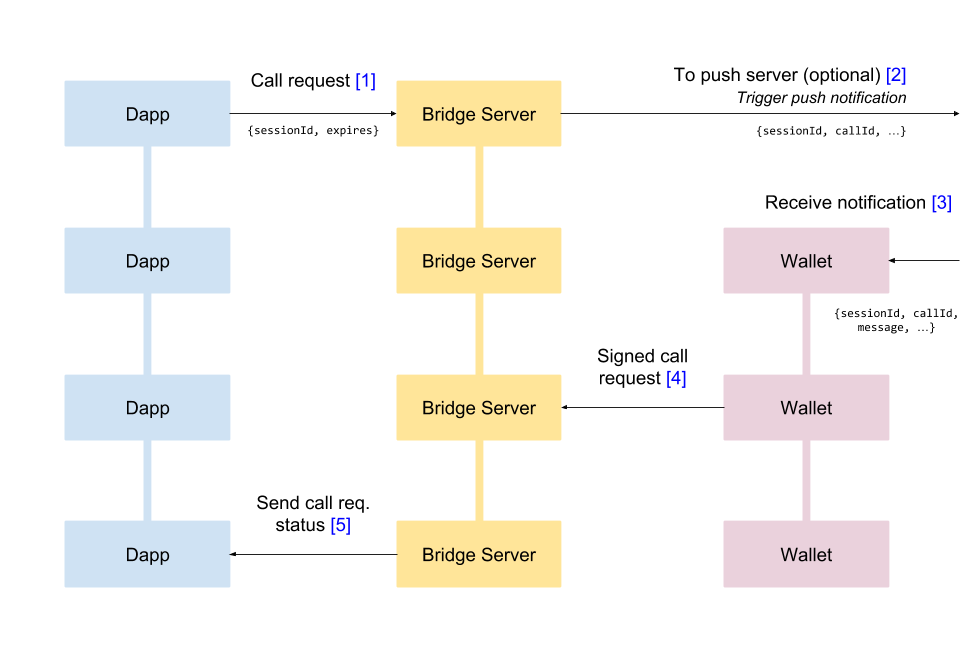 Call request [1]
To push server (optional) [2]
Trigger push notification
Dapp
Bridge Server
{sessionId, expires}
{sessionId, callId, …}
Receive notification [3]
Dapp
Bridge Server
Wallet
{sessionId, callId,
message, …}
Signed call
request [4]
Dapp
Bridge Server
Wallet
Send call req.
status [5]
Dapp
Bridge Server
Wallet